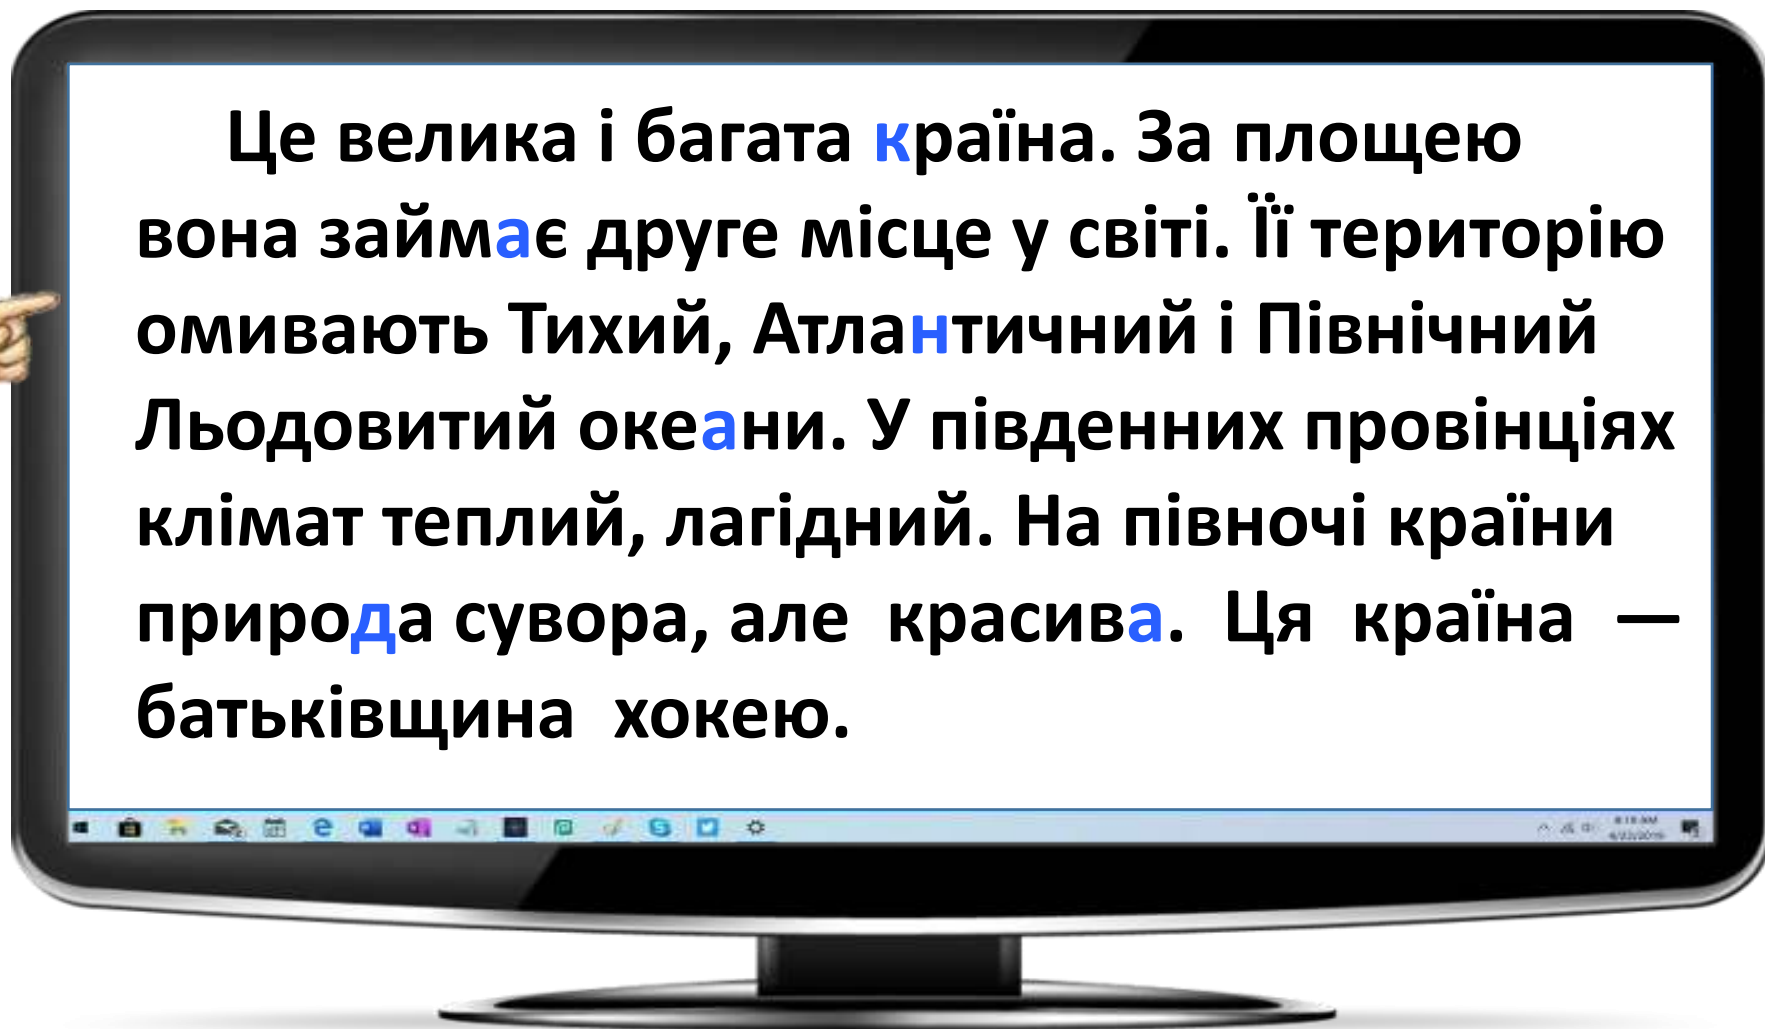 Це велика і багата країна. За площею
вона займає друге місце у світі. Її територію
омивають Тихий, Атлантичний і Північний
Льодовитий океани. У південних провінціях
клімат теплий, лагідний. На півночі країни
природа сувора, але красива. Ця країна —
батьківщина хокею.